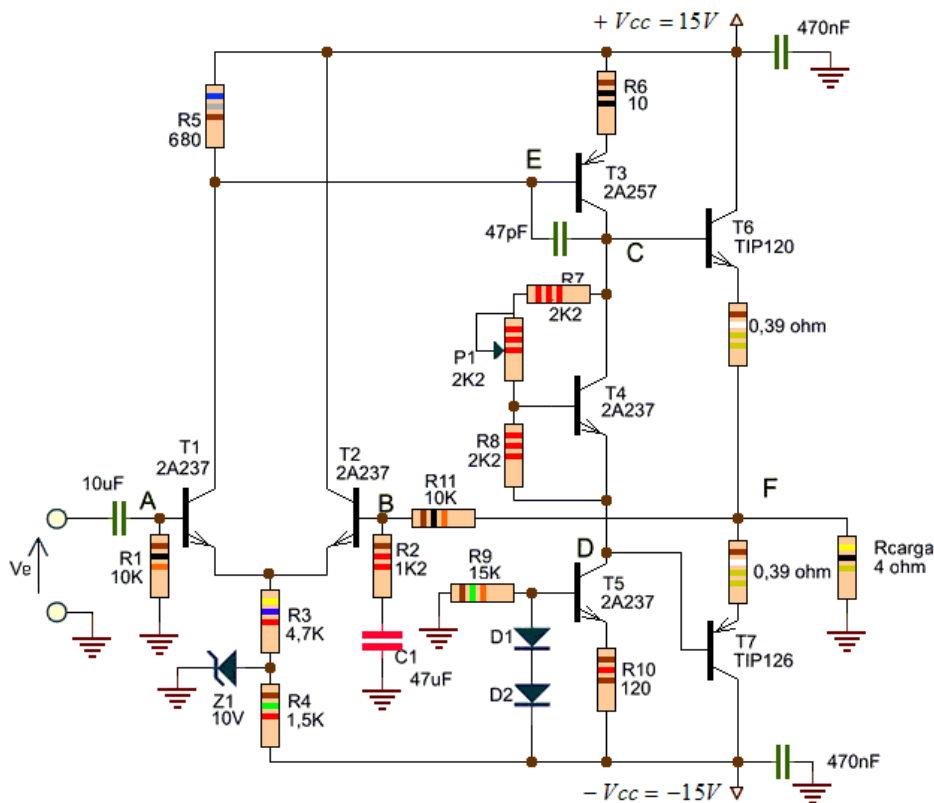 + Vcc = 15V
470nF
R5
680
R6
10
E
T3
2A257
47pF
C
T6
TIP120
R7
2K2
0,39 ohm
P1
2K2
T4
2A237
R8
2K2
T1
2A237
T2
2A237
10uF
A
B
R11
10K
F
Ve
R1
10K
R2
1K2
R9
15K
D
T5
2A237
0,39 ohm
Rcarga
4 ohm
R3
4,7K
C1
47uF
D1
D2
T7
TIP126
Z1
10V
R4
1,5K
R10
120
470nF
– Vcc = –15V